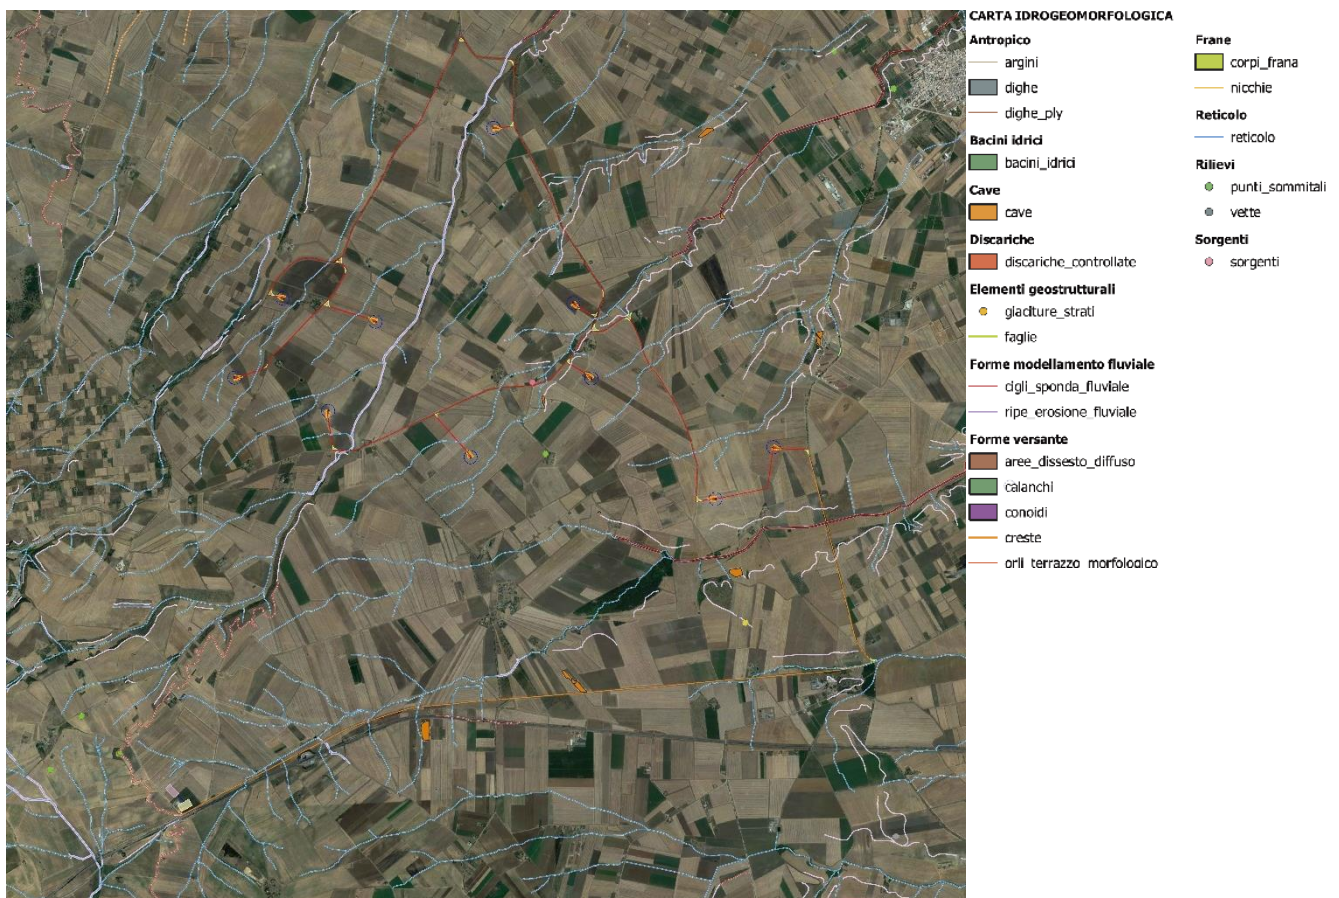 CARTA IDROGEOMORFOLOGICA
Antropico
argini
dighe
dighe_ply
Bacini idrici
bacini_idrici
Cave
cave
Discariche
discariche_controllate
Elementi geostrutturali
giaciture_strati
faglie
Forme modellamento fluviale
cigli_sponda_fluviale
ripe_erosione_fluviale
Forme versante
aree_dissesto_diffuso
calanchi
conoidi
creste
orli_terrazzo_morfologico
Frane
corpi_frana
nicchie
Reticolo
reticolo
Rilievi
punti_sommitali
vette
Sorgenti
sorgenti